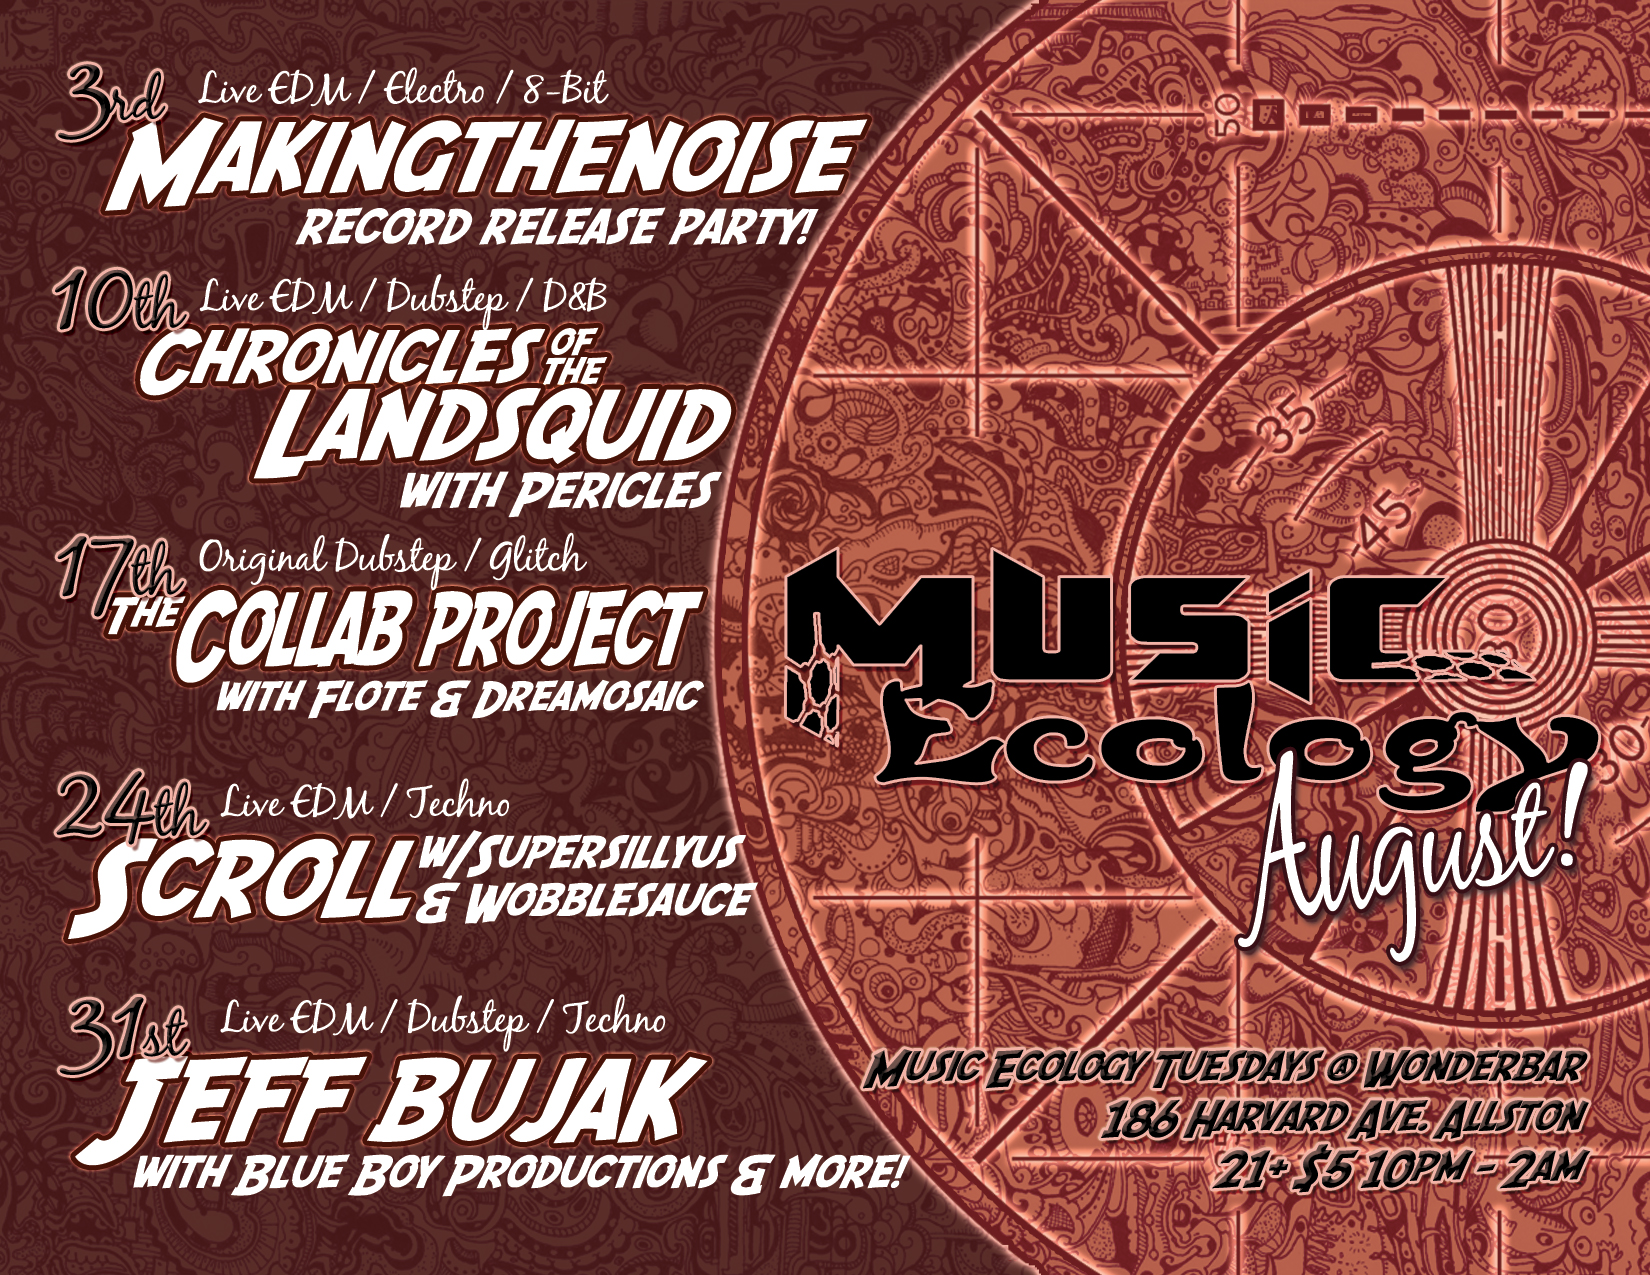 3rd Live EDM / Electro / 8-Bit
MAKINGTHENOISE
RECORD RELEASE PARTY!
10th Live EDM / Dubstep / D&B
CHRONICLES OF THE
LANDSQUID
WITH PERICLES
17th Original Dubstep / Glitch
THE COLLAB PROJECT
WITH FLOTE & DREAMOSAIC
24th Live EDM / Techno
SCROLL W/SUPERSILLYUS
& WOBBLESAUCE
31st Live EDM / Dubstep / Techno
JEFF BUJAK
WITH BLUE BOY PRODUCTIONS & MORE!
50
-35-
-45-
50
30
MUSIC
ECOLOGY
August!
MUSIC ECOLOGY TUESDAYS @ WONDERBAR
186 HARVARD AVE. ALLSTON
21+ $5 10PM - 2AM